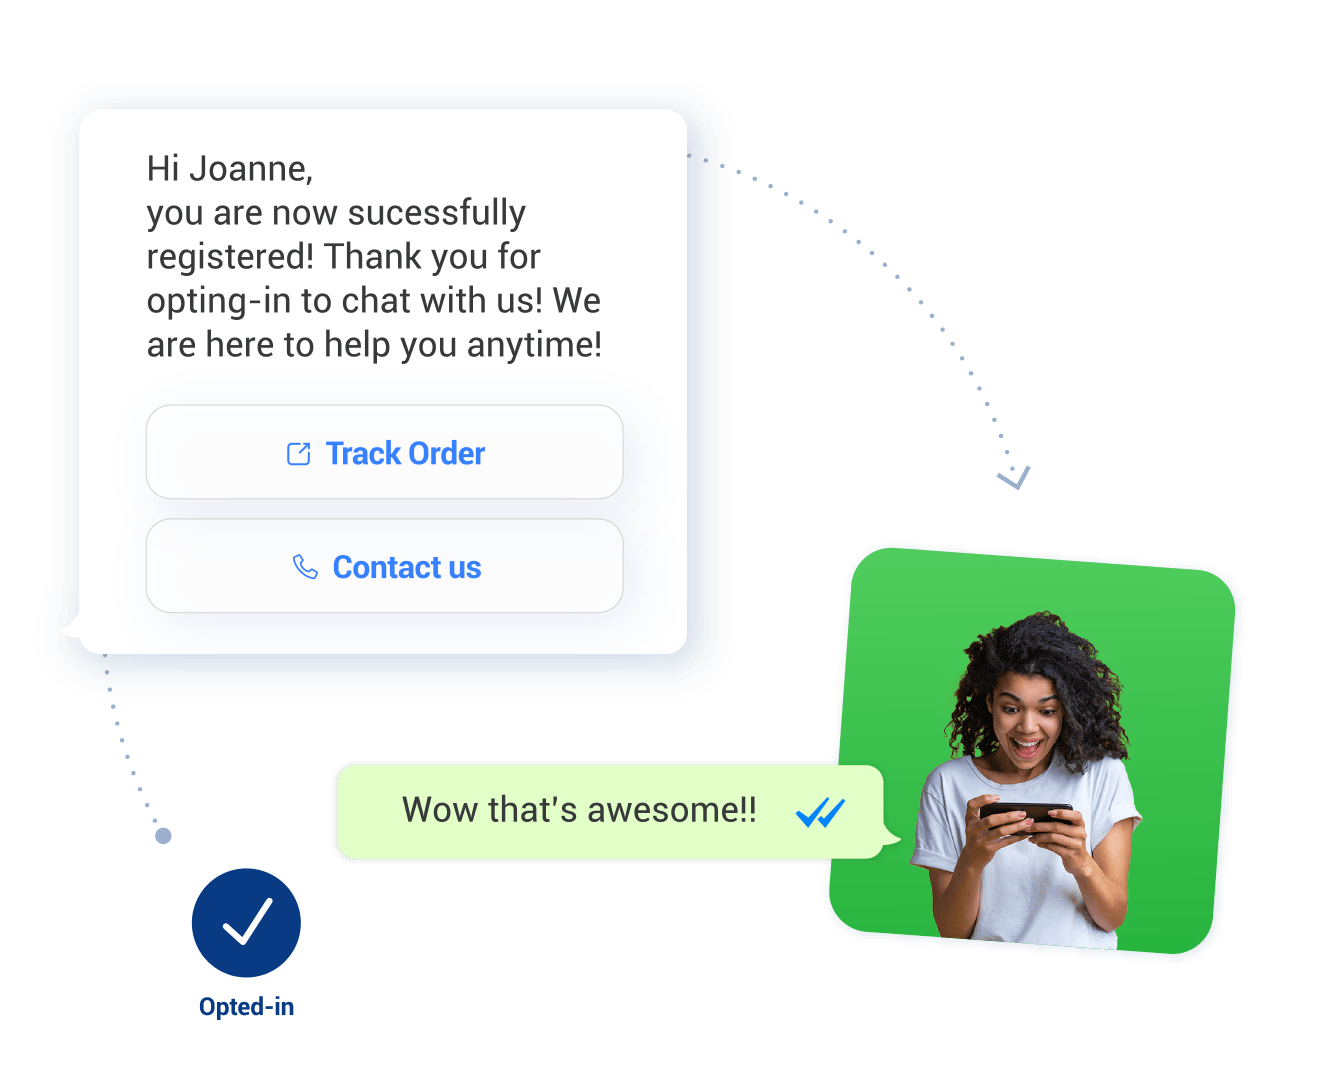 Hi Joanne,
you are now sucessfully
registered! Thank you for
opting-in to chat with us! We
are here to help you anytime!
Track Order
Contact us
Wow that's awesome!!
Opted-in